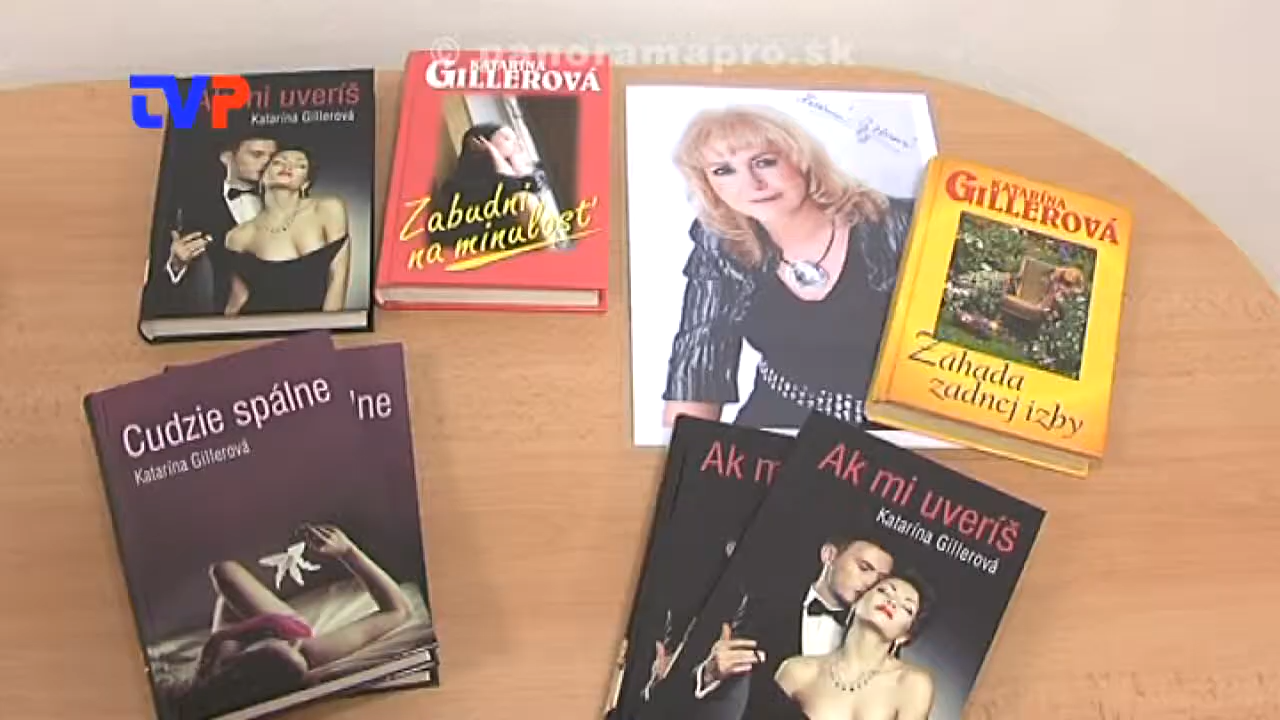 © panoramapro.sk
TVP
Ak mi uveríš
Katarína Gillerová
KATARÍNA
GILLEROVÁ
Zabudni
na minulosť
KATARÍNA
GILLEROVÁ
Záhada
zadnej izby
Cudzie spálne
Katarína Gillerová
'ne
Ak m
Ak mi uveríš
Katarína Gillerová